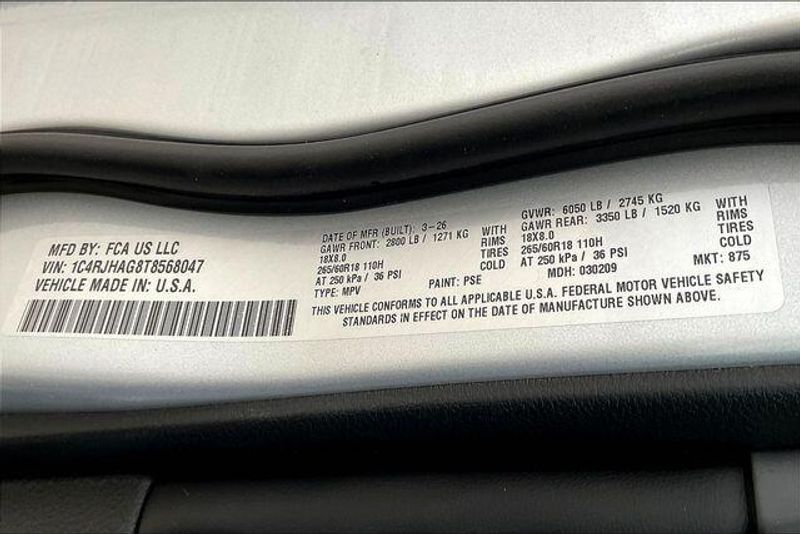 MFD BY: FCA US LLC
VIN: 1C4RJHAG8T8568047
VEHICLE MADE IN: U.S.A.
DATE OF MFR (BUILT): 3-26
GAWR FRONT: 2800 LB / 1271 KG WITH
18X8.0 RIMS
265/60R18 110H TIRES
AT 250 kPa / 36 PSI COLD
TYPE: MPV PAINT: PSE
GVWR: 6050 LB / 2745 KG
GAWR REAR: 3350 LB / 1520 KG WITH
18X8.0 RIMS
265/60R18 110H TIRES
AT 250 kPa / 36 PSI COLD
MDH: 030209 MKT: 875
THIS VEHICLE CONFORMS TO ALL APPLICABLE U.S.A. FEDERAL MOTOR VEHICLE SAFETY
STANDARDS IN EFFECT ON THE DATE OF MANUFACTURE SHOWN ABOVE.